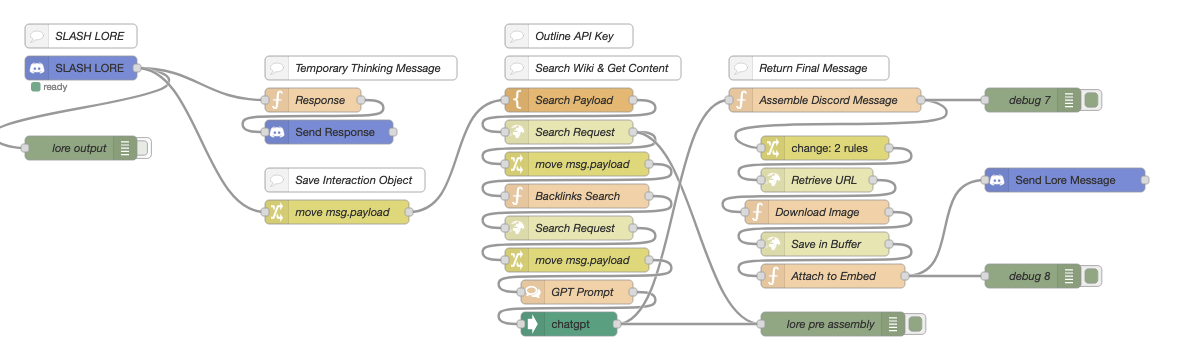 SLASH LORE
SLASH LORE
ready
lore output
Temporary Thinking Message
Response
Send Response
Save Interaction Object
move msg.payload
Outline API Key
Search Wiki & Get Content
Search Payload
Search Request
move msg.payload
Backlinks Search
Search Request
move msg.payload
GPT Prompt
chatgpt
Return Final Message
Assemble Discord Message
change: 2 rules
Retrieve URL
Download Image
Save in Buffer
Attach to Embed
lore pre assembly
debug 7
Send Lore Message
debug 8